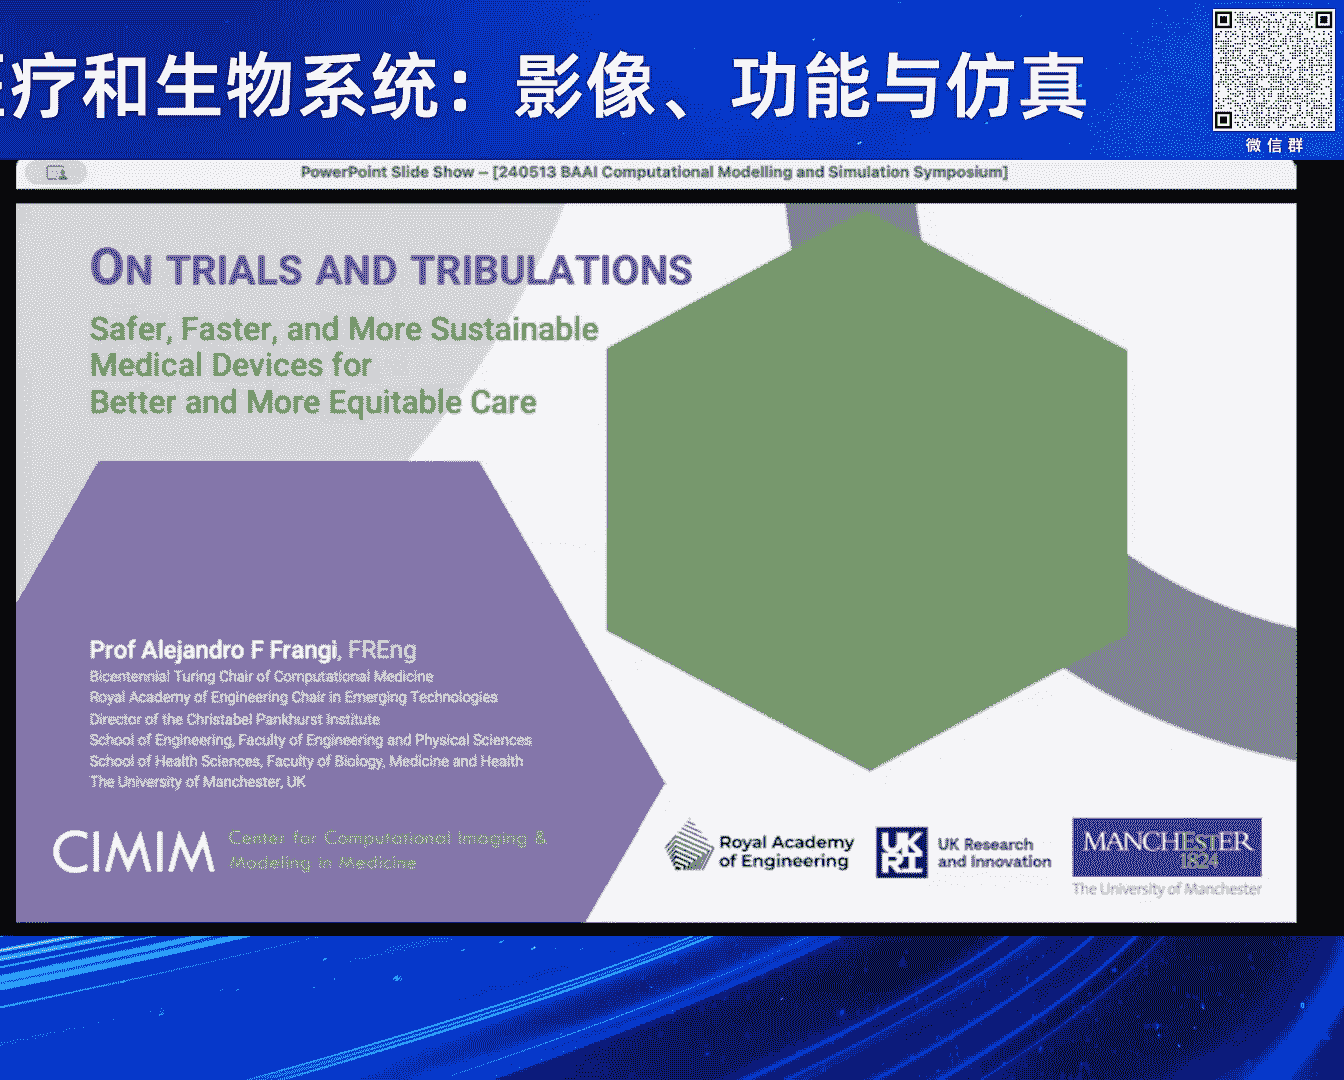 疗和生物系统：影像、功能与仿真
微信群
PowerPoint Slide Show – [240513 BAAI Computational Modelling and Simulation Symposium]
ON TRIALS AND TRIBULATIONS
Safer, Faster, and More Sustainable
Medical Devices for
Better and More Equitable Care
Prof Alejandro F Frangi, FREng
Bicentennial Turing Chair of Computational Medicine
Royal Academy of Engineering Chair in Emerging Technologies
Director of the Christabel Pankhurst Institute
School of Engineering, Faculty of Engineering and Physical Sciences
School of Health Sciences, Faculty of Biology, Medicine and Health
The University of Manchester, UK
CIMIM
Center for Computational Imaging &
Modeling in Medicine
Royal Academy
of Engineering
UK
RI
UK Research
and Innovation
MANCHESTER
1824
The University of Manchester